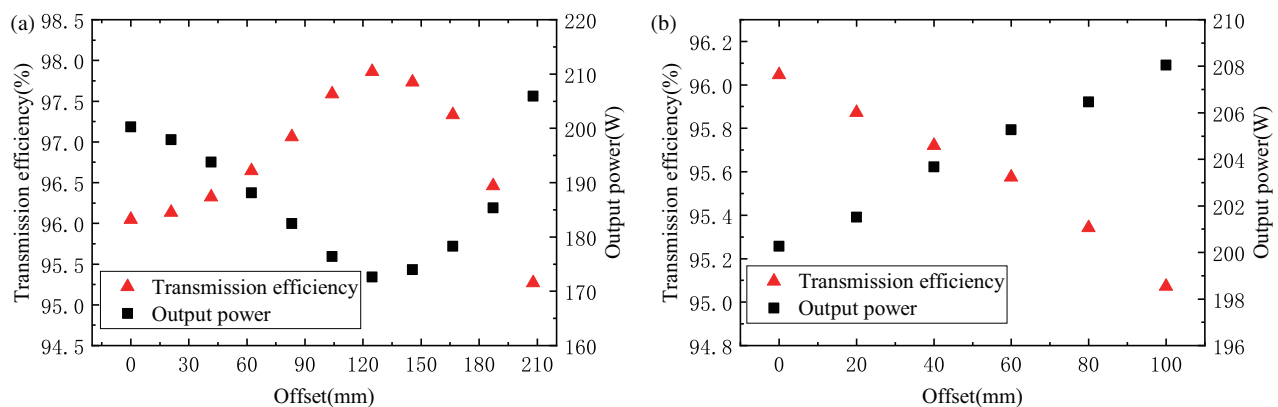 (a)
Transmission efficiency(%)
98.5
98.0
97.5
97.0
96.5
96.0
95.5
95.0
94.5
Transmission efficiency
Output power
0 30 60 90 120 150 180 210
Offset(mm)
220
210
200
190
180
170
160
Output power(W)
(b)
Transmission efficiency(%)
96.2
96.0
95.8
95.6
95.4
95.2
95.0
94.8
Transmission efficiency
Output power
0 20 40 60 80 100
Offset(mm)
210
208
206
204
202
200
198
196
Output power(W)